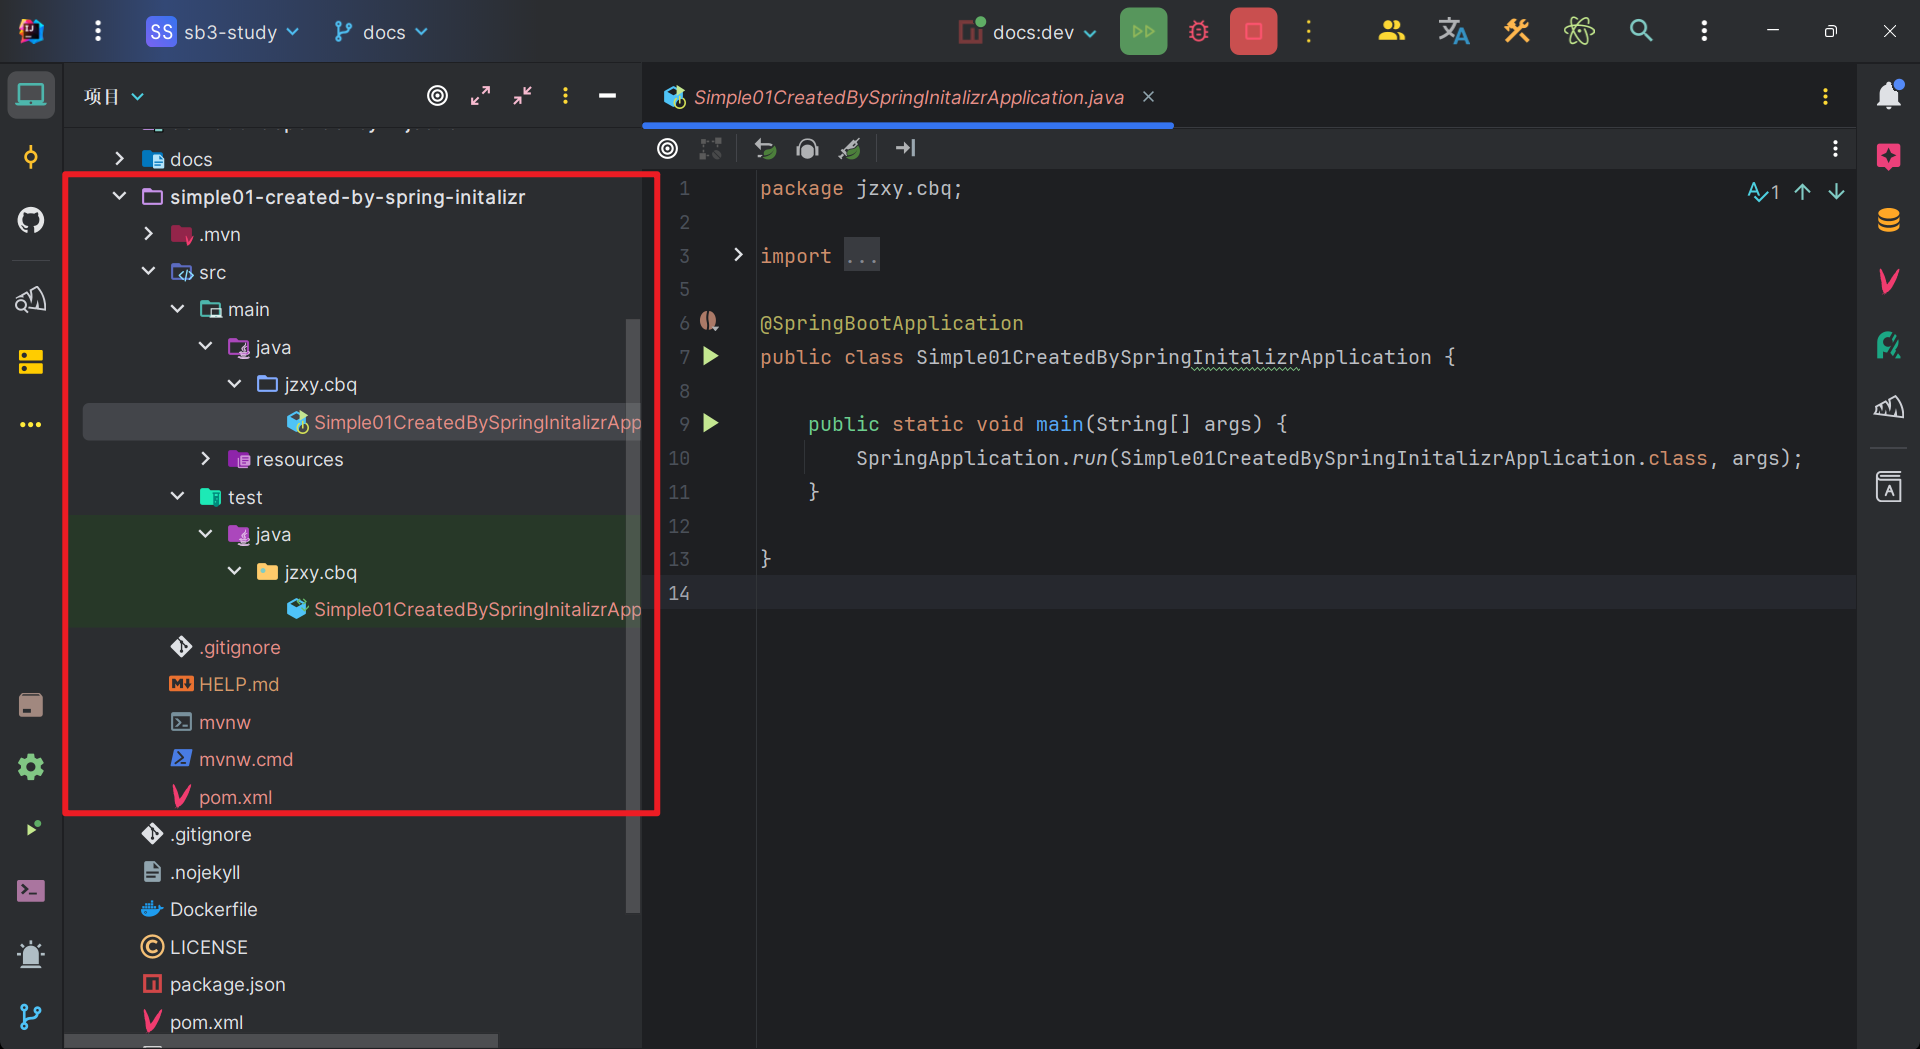 SS sb3-study
docs
docs:dev
项目
docs
simple01-created-by-spring-initalizr
.mvn
src
main
java
jzxy.cbq
Simple01CreatedBySpringInitalizrApp
resources
test
java
jzxy.cbq
Simple01CreatedBySpringInitalizrApp
.gitignore
HELP.md
mvnw
mvnw.cmd
pom.xml
.gitignore
.nojekyll
Dockerfile
LICENSE
package.json
pom.xml
Simple01CreatedBySpringInitalizrApplication.java
1 package jzxy.cbq;
2
3 import ...
5
6 @SpringBootApplication
7 public class Simple01CreatedBySpringInitalizrApplication {
8
9 public static void main(String[] args) {
10 SpringApplication.run(Simple01CreatedBySpringInitalizrApplication.class, args);
11 }
12
13 }
14
1